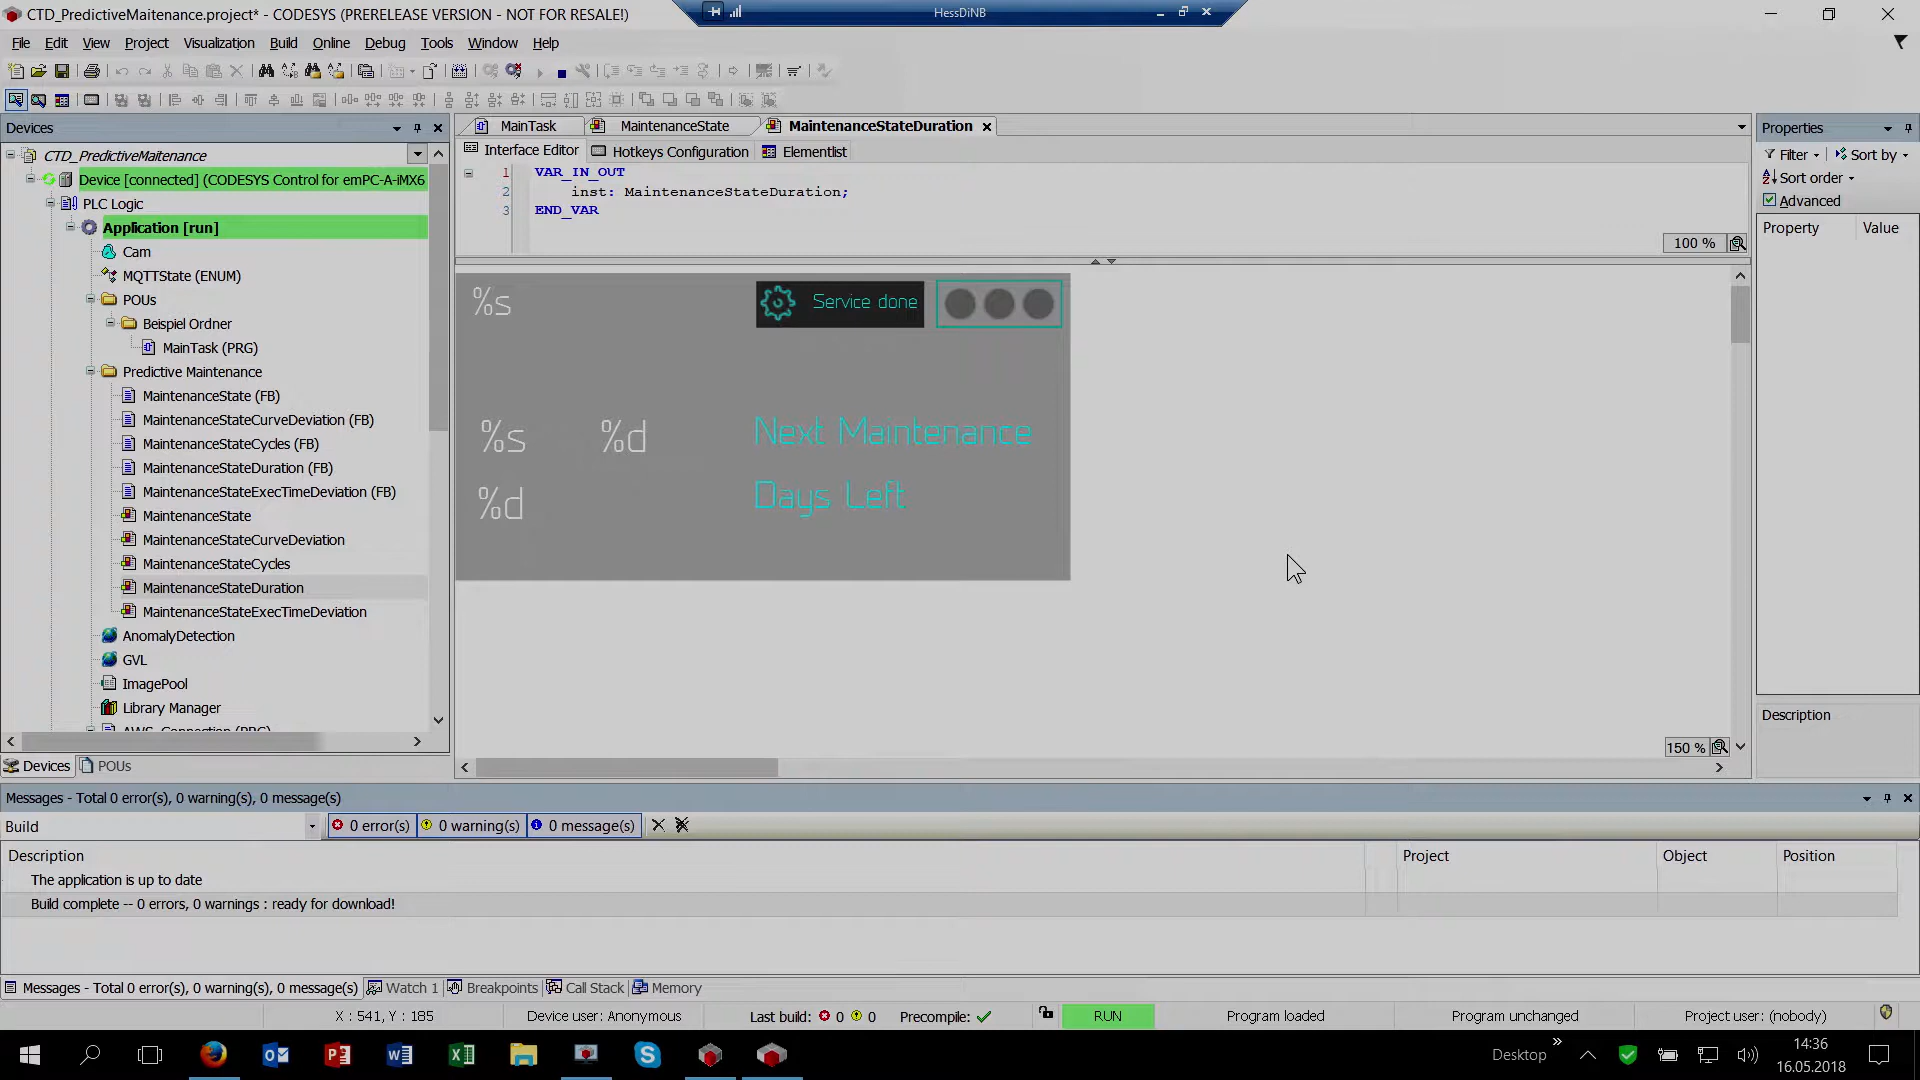 CTD_PredictiveMaitenance.project* - CODESYS (PRERELEASE VERSION - NOT FOR RESALE!)
HessDiNB
File Edit View Project Visualization Build Online Debug Tools Window Help
Devices
CTD_PredictiveMaitenance
Device [connected] (CODESYS Control for emPC-A-iMX6
PLC Logic
Application [run]
Cam
MQTTState (ENUM)
POUs
Beispiel Ordner
MainTask (PRG)
Predictive Maintenance
MaintenanceState (FB)
MaintenanceStateCurveDeviation (FB)
MaintenanceStateCycles (FB)
MaintenanceStateDuration (FB)
MaintenanceStateExecTimeDeviation (FB)
MaintenanceState
MaintenanceStateCurveDeviation
MaintenanceStateCycles
MaintenanceStateDuration
MaintenanceStateExecTimeDeviation
AnomalyDetection
GVL
ImagePool
Library Manager
AWS_Connection (PRG)
Devices POUs
MainTask MaintenanceState MaintenanceStateDuration
Interface Editor Hotkeys Configuration Elementlist
1 VAR_IN_OUT
2 inst: MaintenanceStateDuration;
3 END_VAR
100 %
%s Service done
%s %d Next Maintenance
%d Days Left
150 %
Properties
Filter Sort by
Sort order
Advanced
Property Value
Description
Messages - Total 0 error(s), 0 warning(s), 0 message(s)
Build 0 error(s) 0 warning(s) 0 message(s)
Description Project Object Position
The application is up to date
Build complete -- 0 errors, 0 warnings : ready for download!
Messages - Total 0 error(s), 0 warning(s), 0 message(s) Watch 1 Breakpoints Call Stack Memory
X : 541, Y : 185 Device user: Anonymous Last build: 0 0 Precompile: RUN Program loaded Program unchanged Project user: (nobody)
Desktop
14:36
16.05.2018